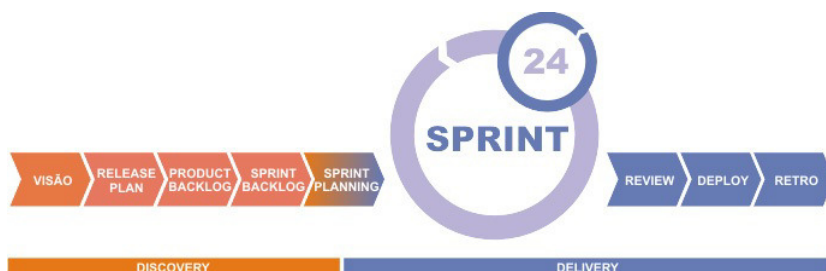 24
SPRINT
VISÃO
RELEASE
PLAN
PRODUCT
BACKLOG
SPRINT
BACKLOG
SPRINT
PLANNING
REVIEW
DEPLOY
RETRO
DISCOVERY
DELIVERY